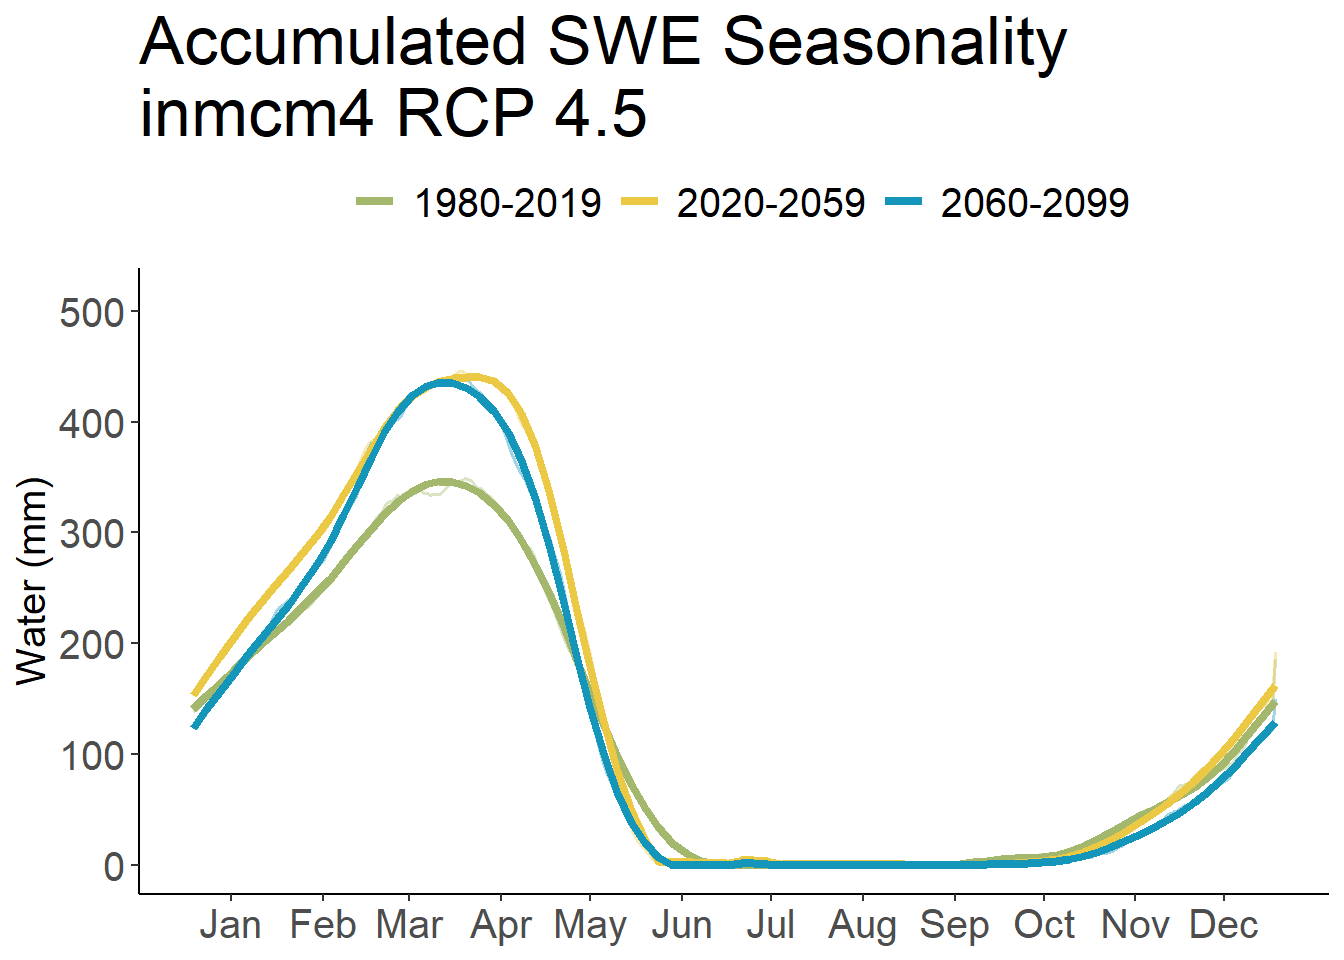 Accumulated SWE Seasonality
inmcm4 RCP 4.5
1980-2019 2020-2059 2060-2099
Water (mm)
500
400
300
200
100
0
Jan Feb Mar Apr May Jun Jul Aug Sep Oct Nov Dec